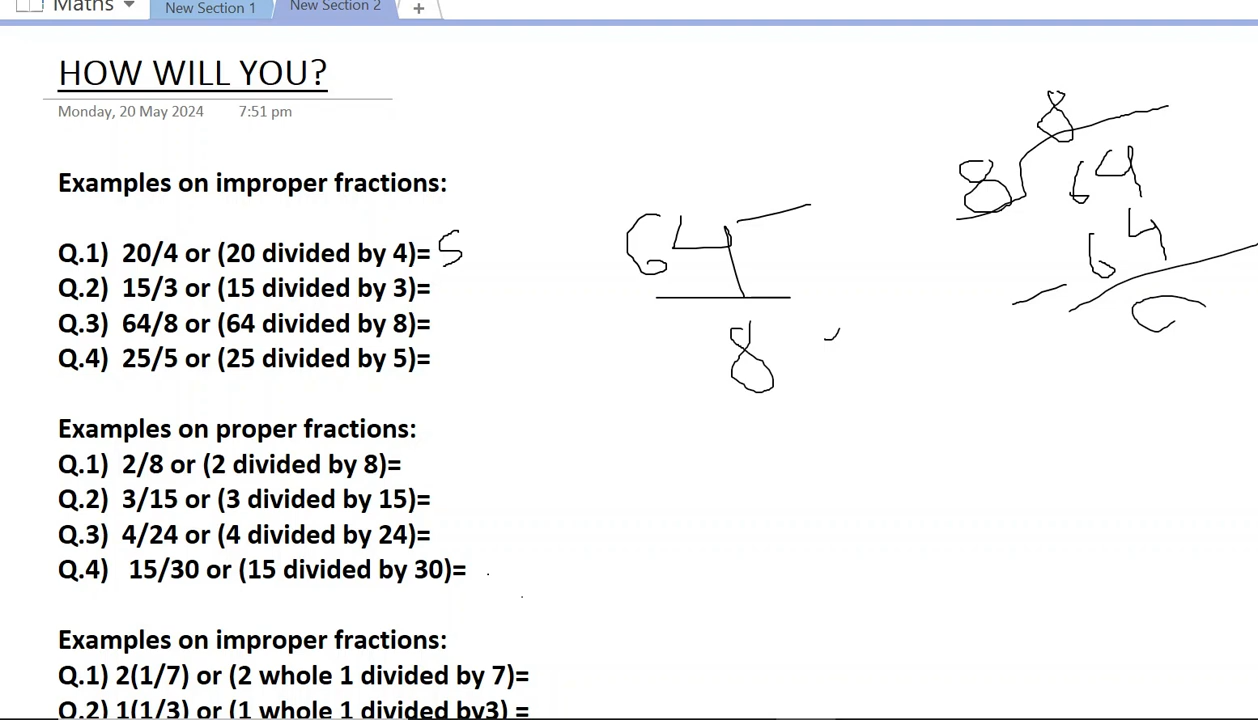 Maths
New Section 1
New Section 2
+
HOW WILL YOU?
Monday, 20 May 2024 7:51 pm
Examples on improper fractions:
Q.1) 20/4 or (20 divided by 4)= 5
Q.2) 15/3 or (15 divided by 3)=
Q.3) 64/8 or (64 divided by 8)=
Q.4) 25/5 or (25 divided by 5)=
Examples on proper fractions:
Q.1) 2/8 or (2 divided by 8)=
Q.2) 3/15 or (3 divided by 15)=
Q.3) 4/24 or (4 divided by 24)=
Q.4) 15/30 or (15 divided by 30)=
Examples on improper fractions:
Q.1) 2(1/7) or (2 whole 1 divided by 7)=
Q.2) 1(1/3) or (1 whole 1 divided by3) =
64
8
8
8 64
64
0